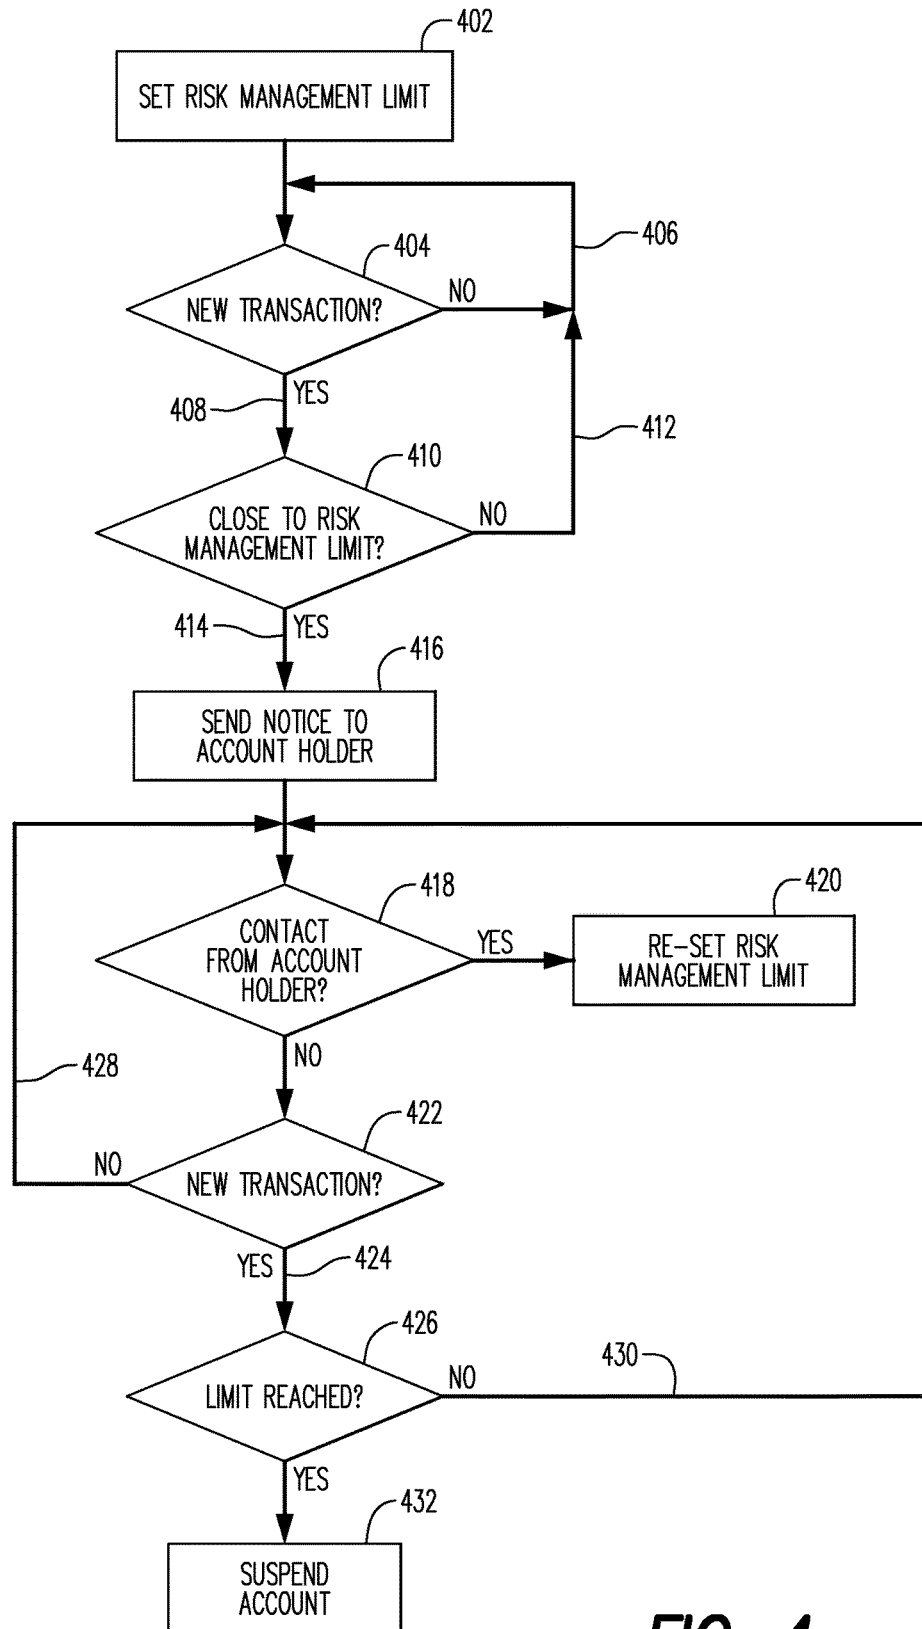 402
SET RISK MANAGEMENT LIMIT
406
404
NEW TRANSACTION?
NO
YES
408
412
410
CLOSE TO RISK
MANAGEMENT LIMIT?
NO
414
YES
416
SEND NOTICE TO
ACCOUNT HOLDER
418
420
CONTACT
FROM ACCOUNT
HOLDER?
YES
RE-SET RISK
MANAGEMENT LIMIT
NO
428
422
NO
NEW TRANSACTION?
YES
424
426
430
NO
LIMIT REACHED?
YES
432
SUSPEND
ACCOUNT